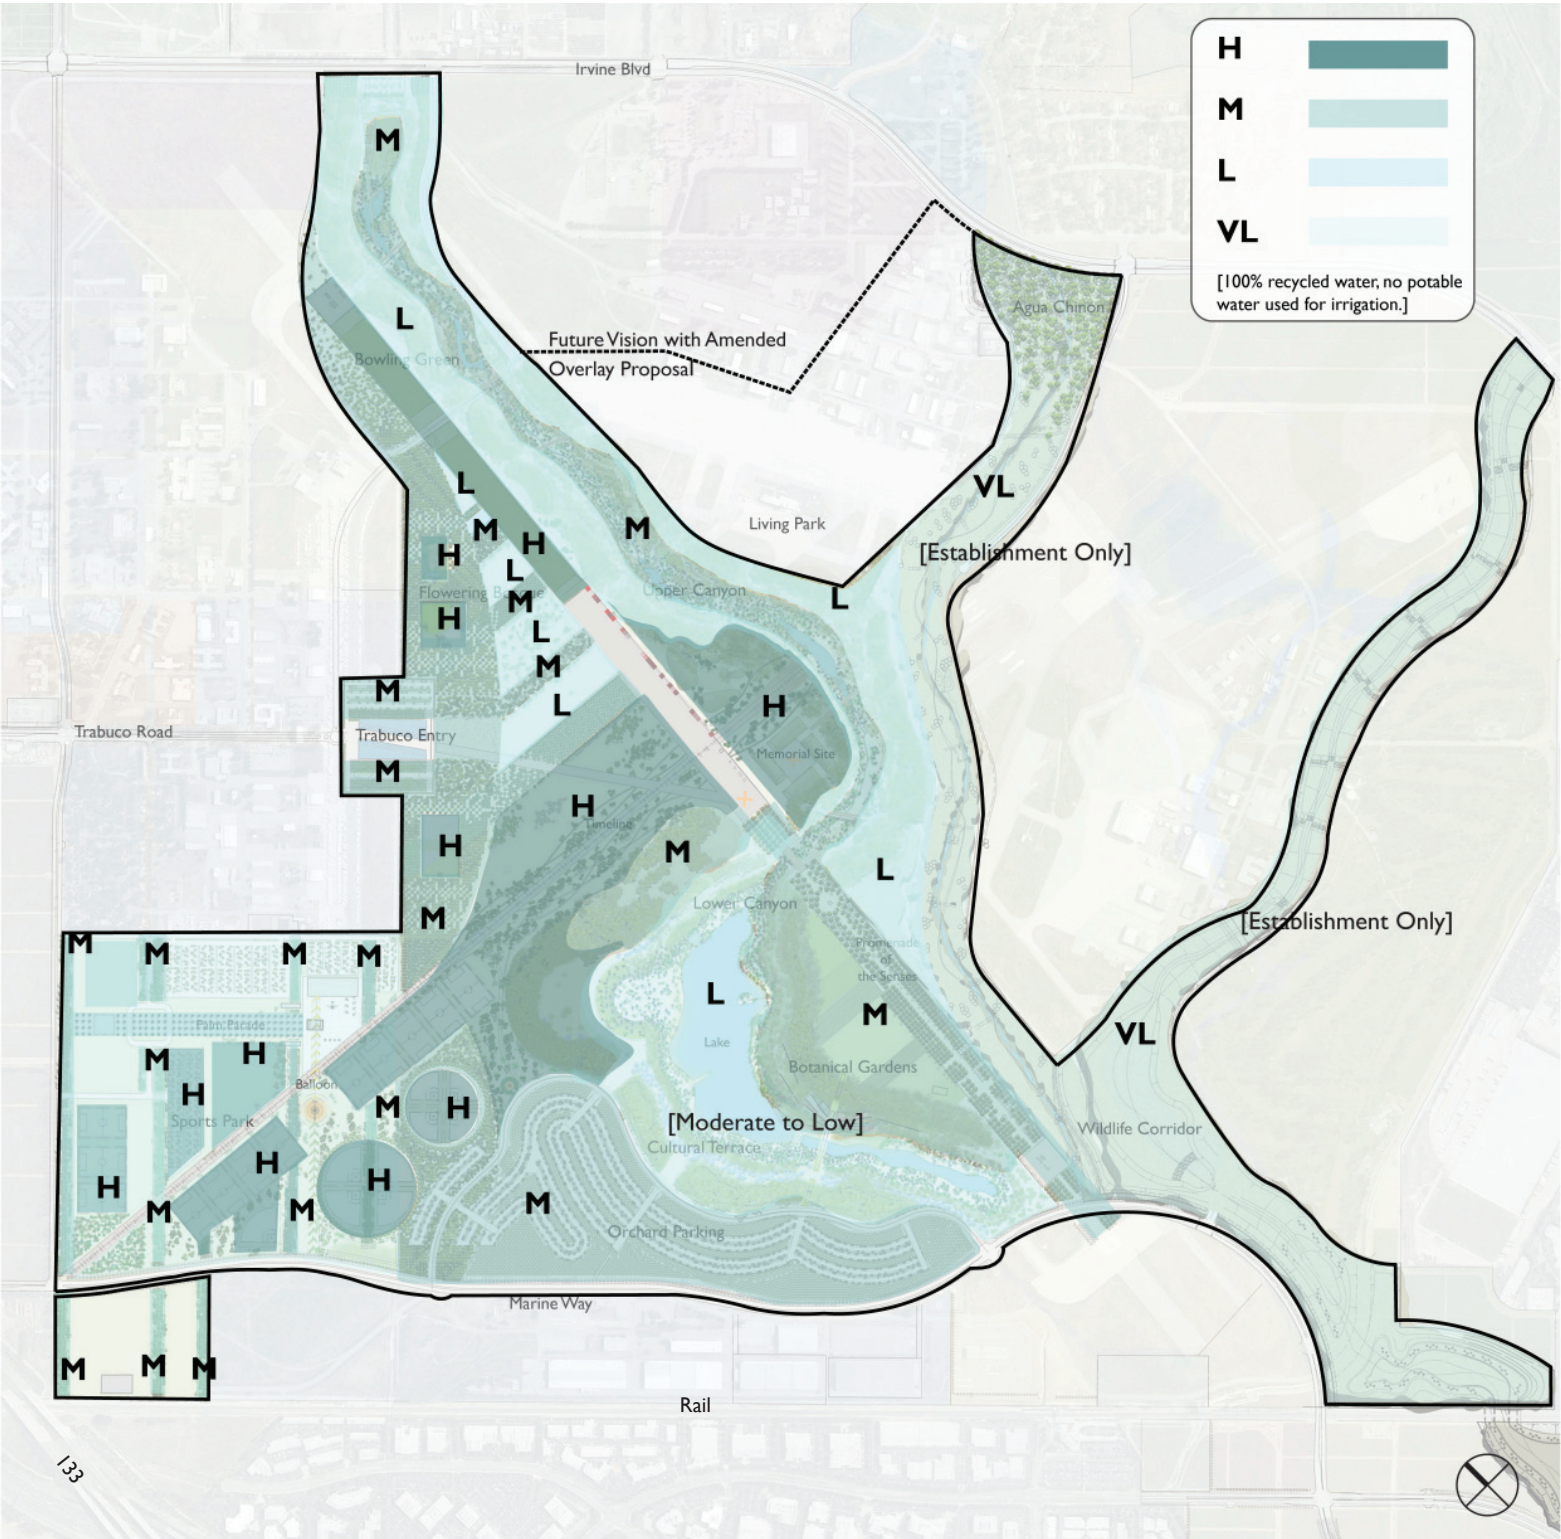 Irvine Blvd
H
M
L
VL
[100% recycled water, no potable
water used for irrigation.]
M
Agua Chinon
L
Future Vision with Amended
Overlay Proposal
Bowling Green
L
VL
M
H
M
H
Living Park
[Establishment Only]
L
Flowering
Upper Canyon
M
L
H
L
M
M
L
H
Trabuco Road
Trabuco Entry
Memorial Site
M
H
Timeline
H
M
L
Lower Canyon
M
[Establishment Only]
M
M
M
M
Promenade
of
the Senses
L
M
Palm Parade
VL
M
H
Lake
Botanical Gardens
Balloon
H
Sports Park
M
H
[Moderate to Low]
Wildlife Corridor
Cultural Terrace
H
H
H
M
M
M
Orchard Parking
Marine Way
M
M
M
Rail
133